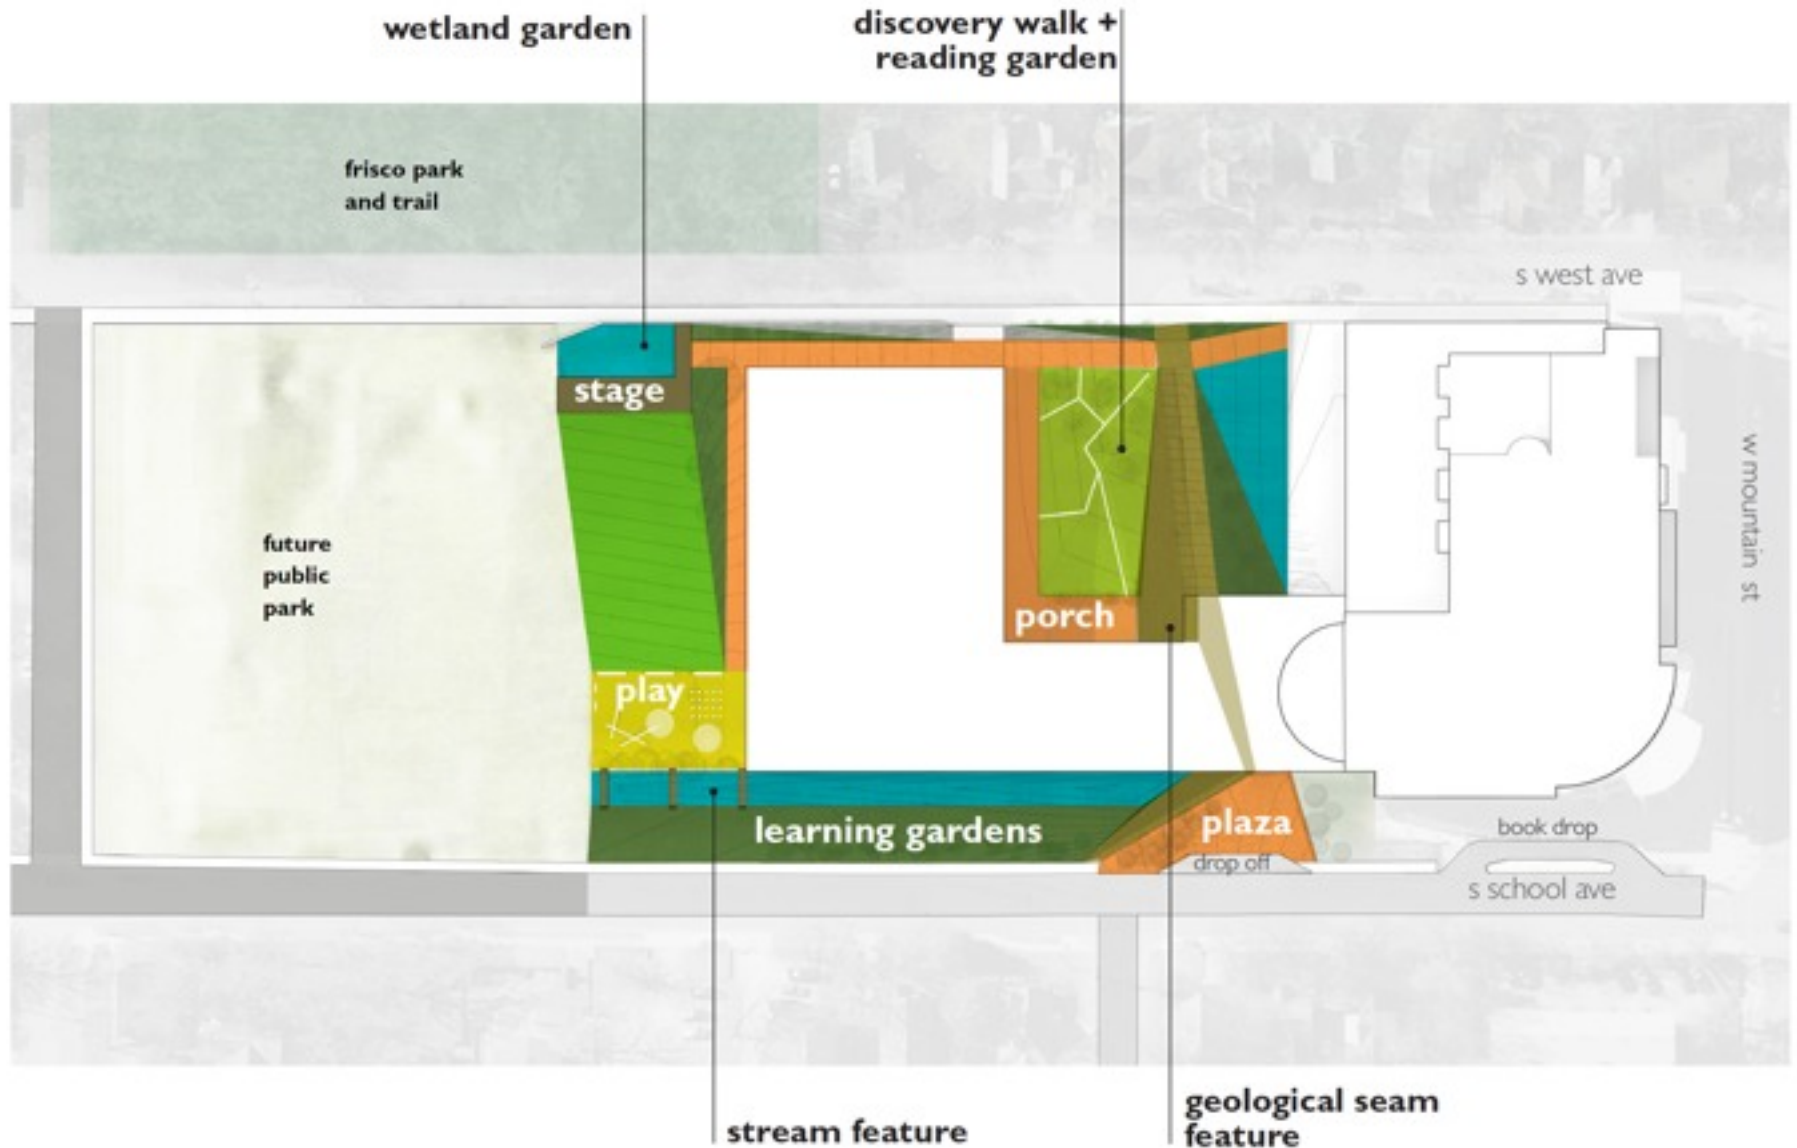 wetland garden
discovery walk +
reading garden
frisco park
and trail
s west ave
stage
w mountain st
future
public
park
porch
play
learning gardens
plaza
book drop
drop off
s school ave
geological seam
feature
stream feature